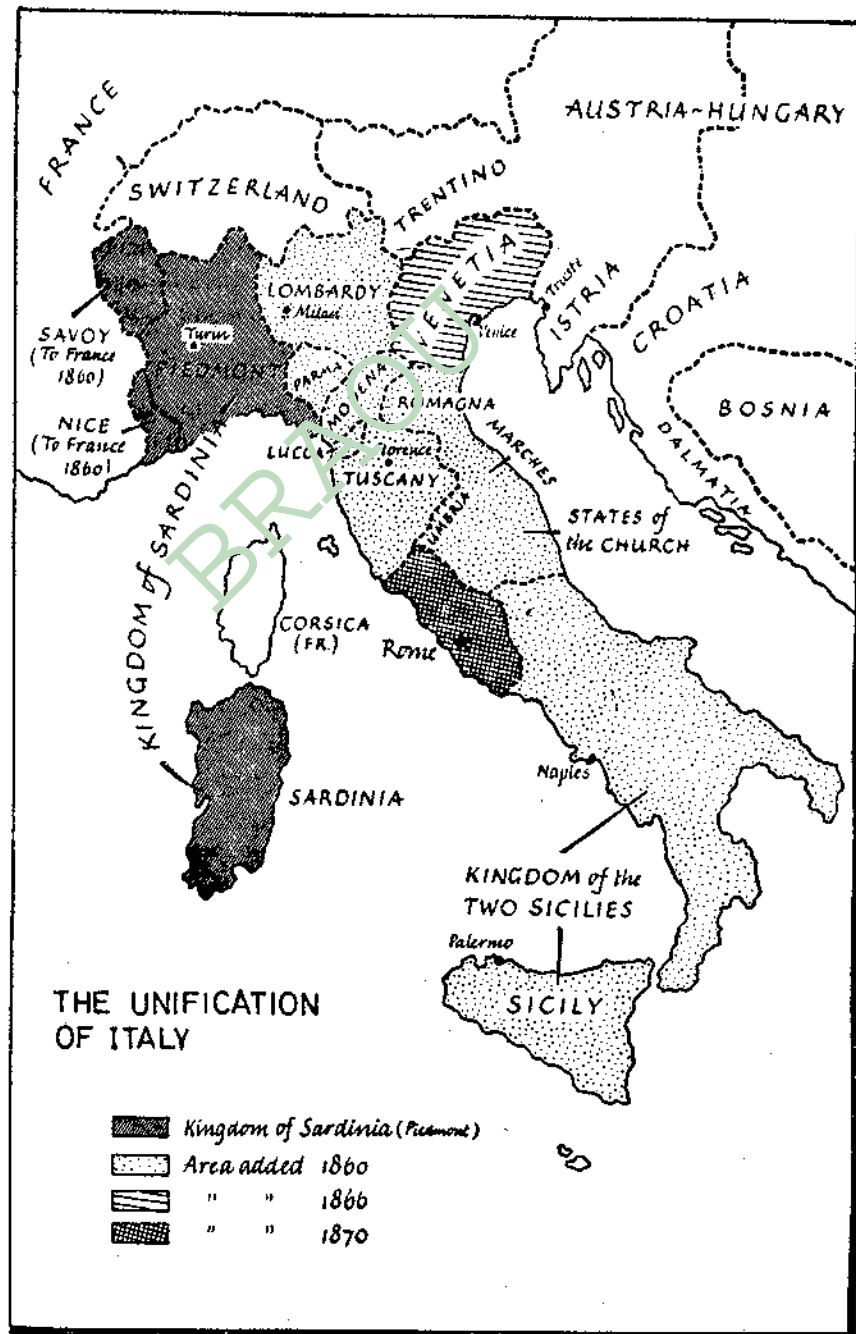 FRANCE
AUSTRIA-HUNGARY
SWITZERLAND
TRENTINO
LOMBARDY
Milan
VENETIA
Venice
Trieste
ISTRIA
CROATIA
SAVOY
(To France
1860)
Turin
PIEDMONT
PARMA
MODENA
ROMAGNA
BOSNIA
NICE
(To France
1860)
LUCCA
Florence
TUSCANY
MARCHES
DALMATIA
UMBRIA
STATES of
the CHURCH
KINGDOM of SARDINIA
CORSICA
(FR.)
Rome
Naples
SARDINIA
KINGDOM of the
TWO SICILIES
Palermo
SICILY
THE UNIFICATION
OF ITALY
Kingdom of Sardinia (Piedmont)
Area added 1860
" " 1866
" " 1870
BRAOU